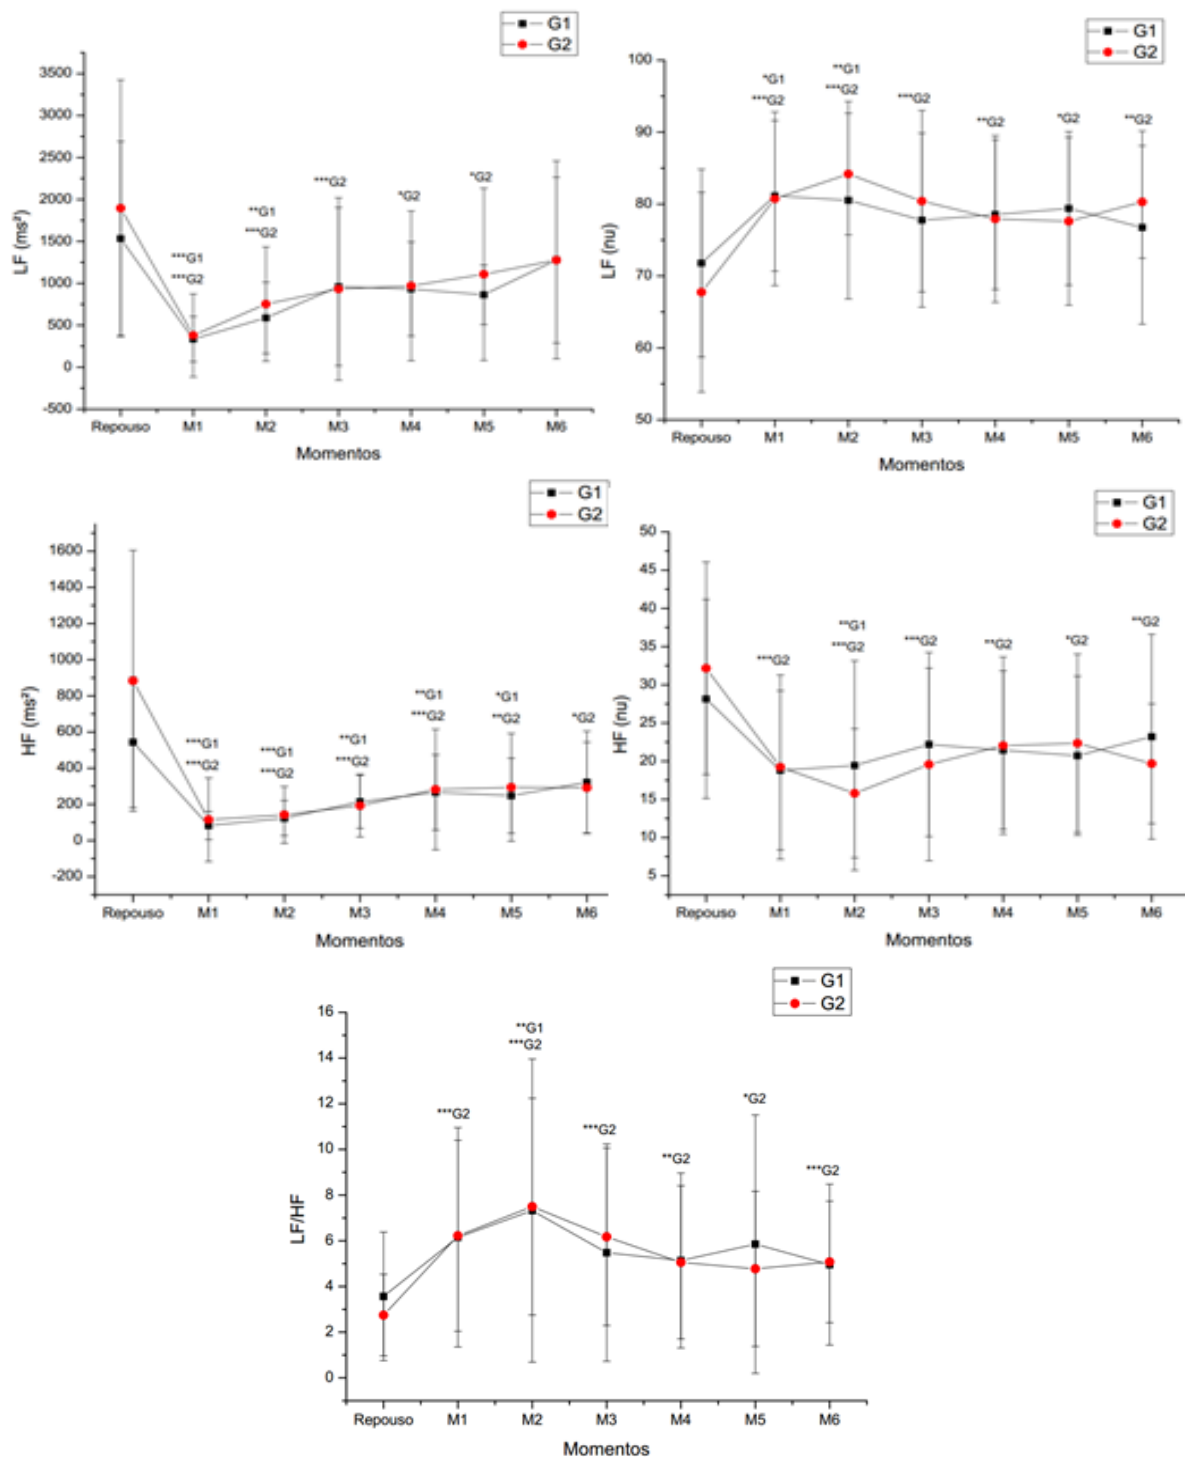 G1
G2
3500
3000
2500
2000
1500
1000
500
0
-500
LF (ms²)
***G1
***G2
**G1
***G2
***G2
*G2
*G2
Repouso M1 M2 M3 M4 M5 M6
Momentos
G1
G2
100
90
80
70
60
50
LF (nu)
*G1
***G2
**G1
***G2
***G2
**G2
*G2
**G2
Repouso M1 M2 M3 M4 M5 M6
Momentos
G1
G2
1600
1400
1200
1000
800
600
400
200
0
-200
HF (ms²)
***G1
***G2
***G1
***G2
**G1
***G2
**G1
***G2
*G1
**G2
*G2
Repouso M1 M2 M3 M4 M5 M6
Momentos
G1
G2
50
45
40
35
30
25
20
15
10
5
HF (nu)
***G2
**G1
***G2
***G2
**G2
*G2
**G2
Repouso M1 M2 M3 M4 M5 M6
Momentos
G1
G2
16
14
12
10
8
6
4
2
0
LF/HF
***G2
**G1
***G2
***G2
**G2
*G2
***G2
Repouso M1 M2 M3 M4 M5 M6
Momentos